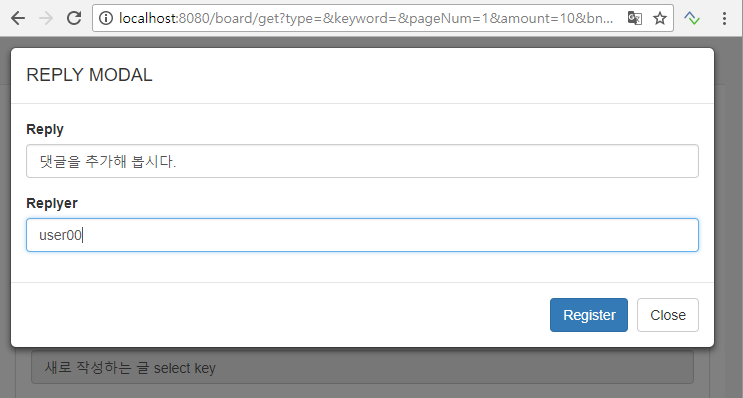 localhost:8080/board/get?type=&keyword=&pageNum=1&amount=10&bn
REPLY MODAL
Reply
댓글을 추가해 봅시다.
Replyer
user00
Register
Close
새로 작성하는 글 select key